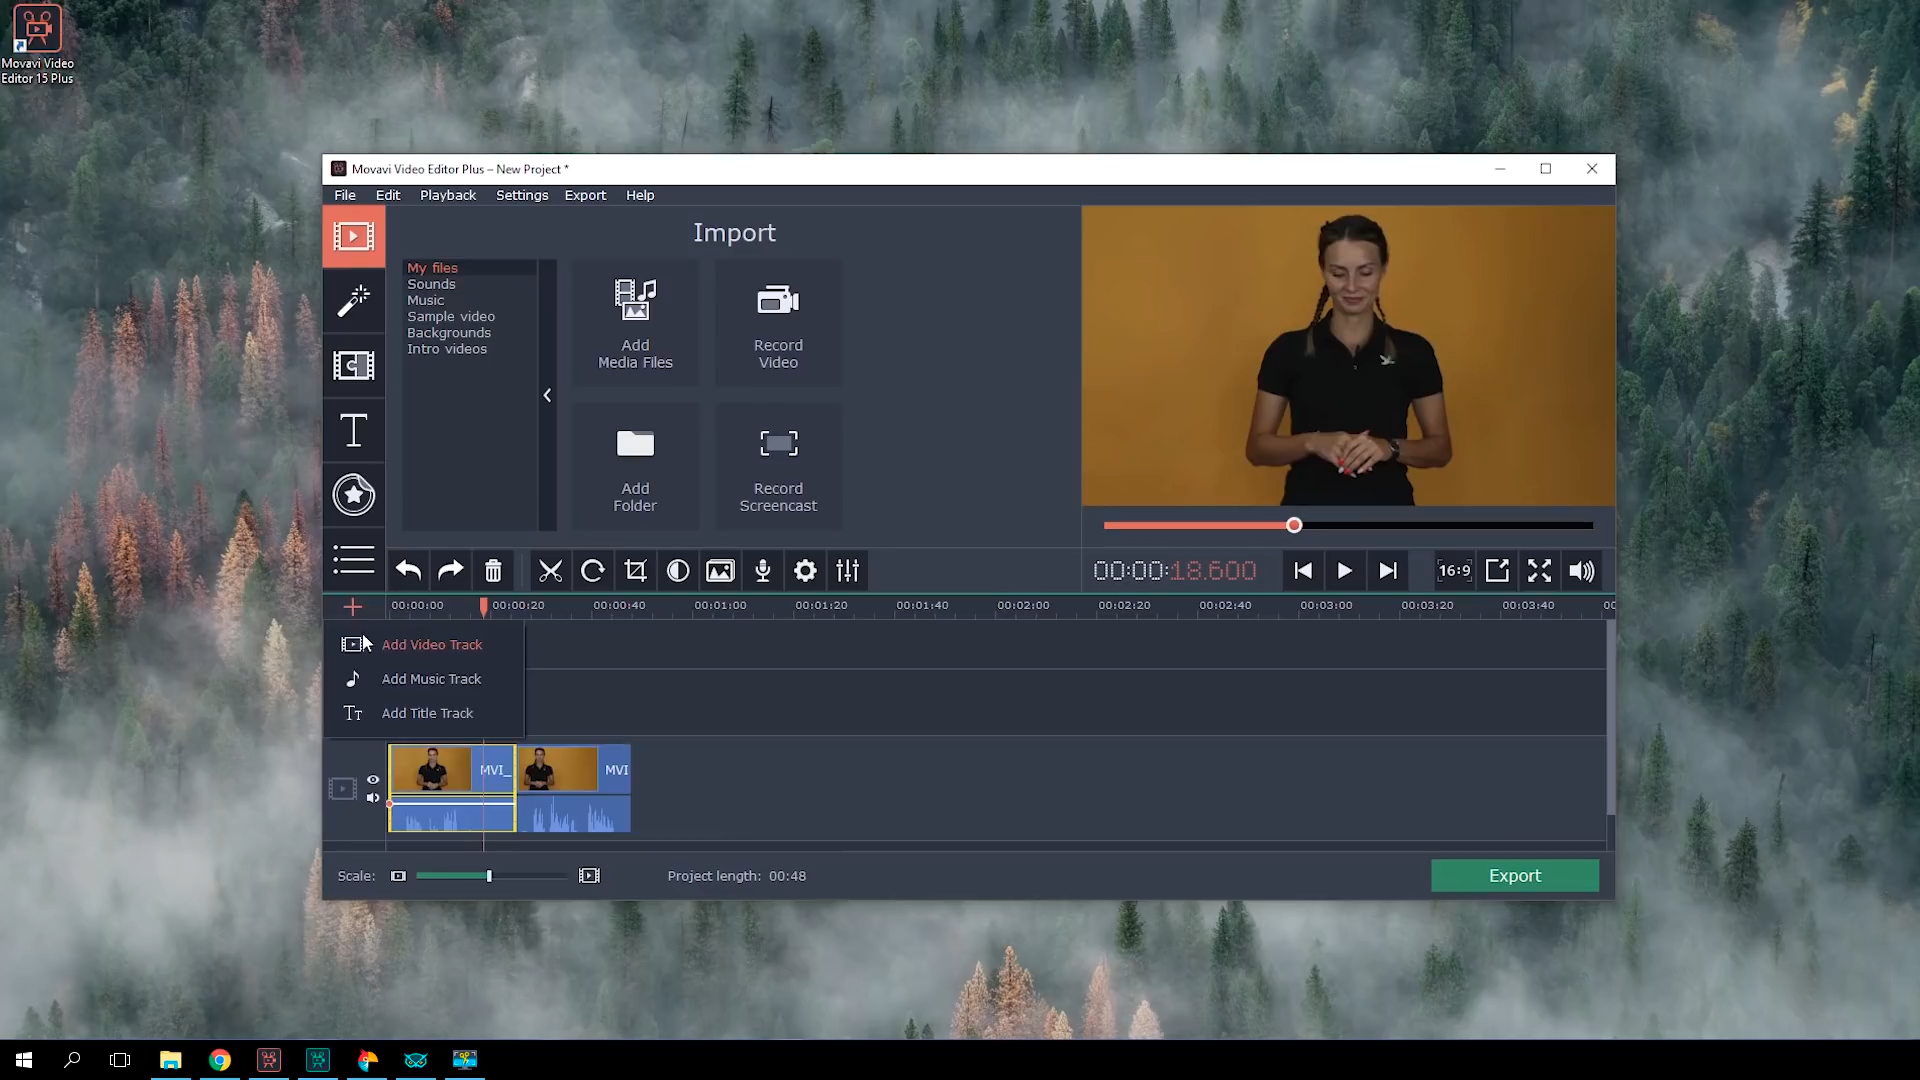 Movavi Video
Editor 15 Plus
Movavi Video Editor Plus – New Project *
File Edit Playback Settings Export Help
Import
My files
Sounds
Music
Sample video
Backgrounds
Intro videos
Add
Media Files
Record
Video
Add
Folder
Record
Screencast
00:00:18.600
16:9
00:00:00 00:00:20 00:00:40 00:01:00 00:01:20 00:01:40 00:02:00 00:02:20 00:02:40 00:03:00 00:03:20 00:03:40 00
Add Video Track
Add Music Track
Add Title Track
MVI_ MVI
Scale: Project length: 00:48 Export